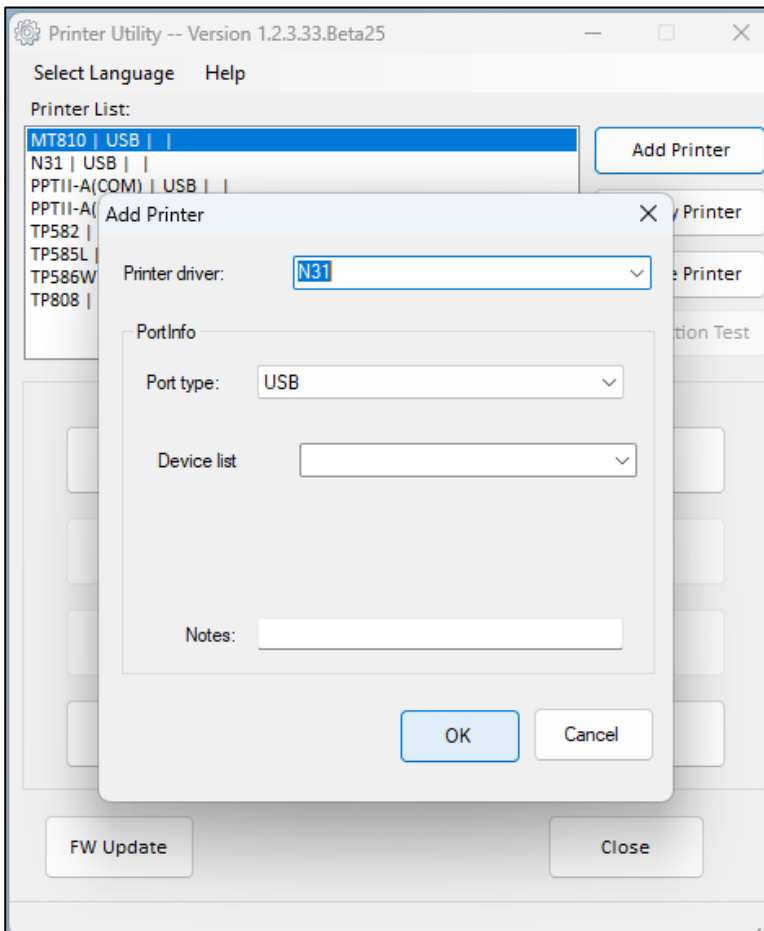 Printer Utility -- Version 1.2.3.33.Beta25
Select Language Help
Printer List:
MT810 | USB | |
N31 | USB | |
PPTII-A(COM) | USB | |
PPTII-A(
TP582 |
TP585L |
TP586W
TP808 |
Add Printer
y Printer
e Printer
tion Test
Add Printer
Printer driver: N31
PortInfo
Port type: USB
Device list
Notes:
OK Cancel
FW Update Close